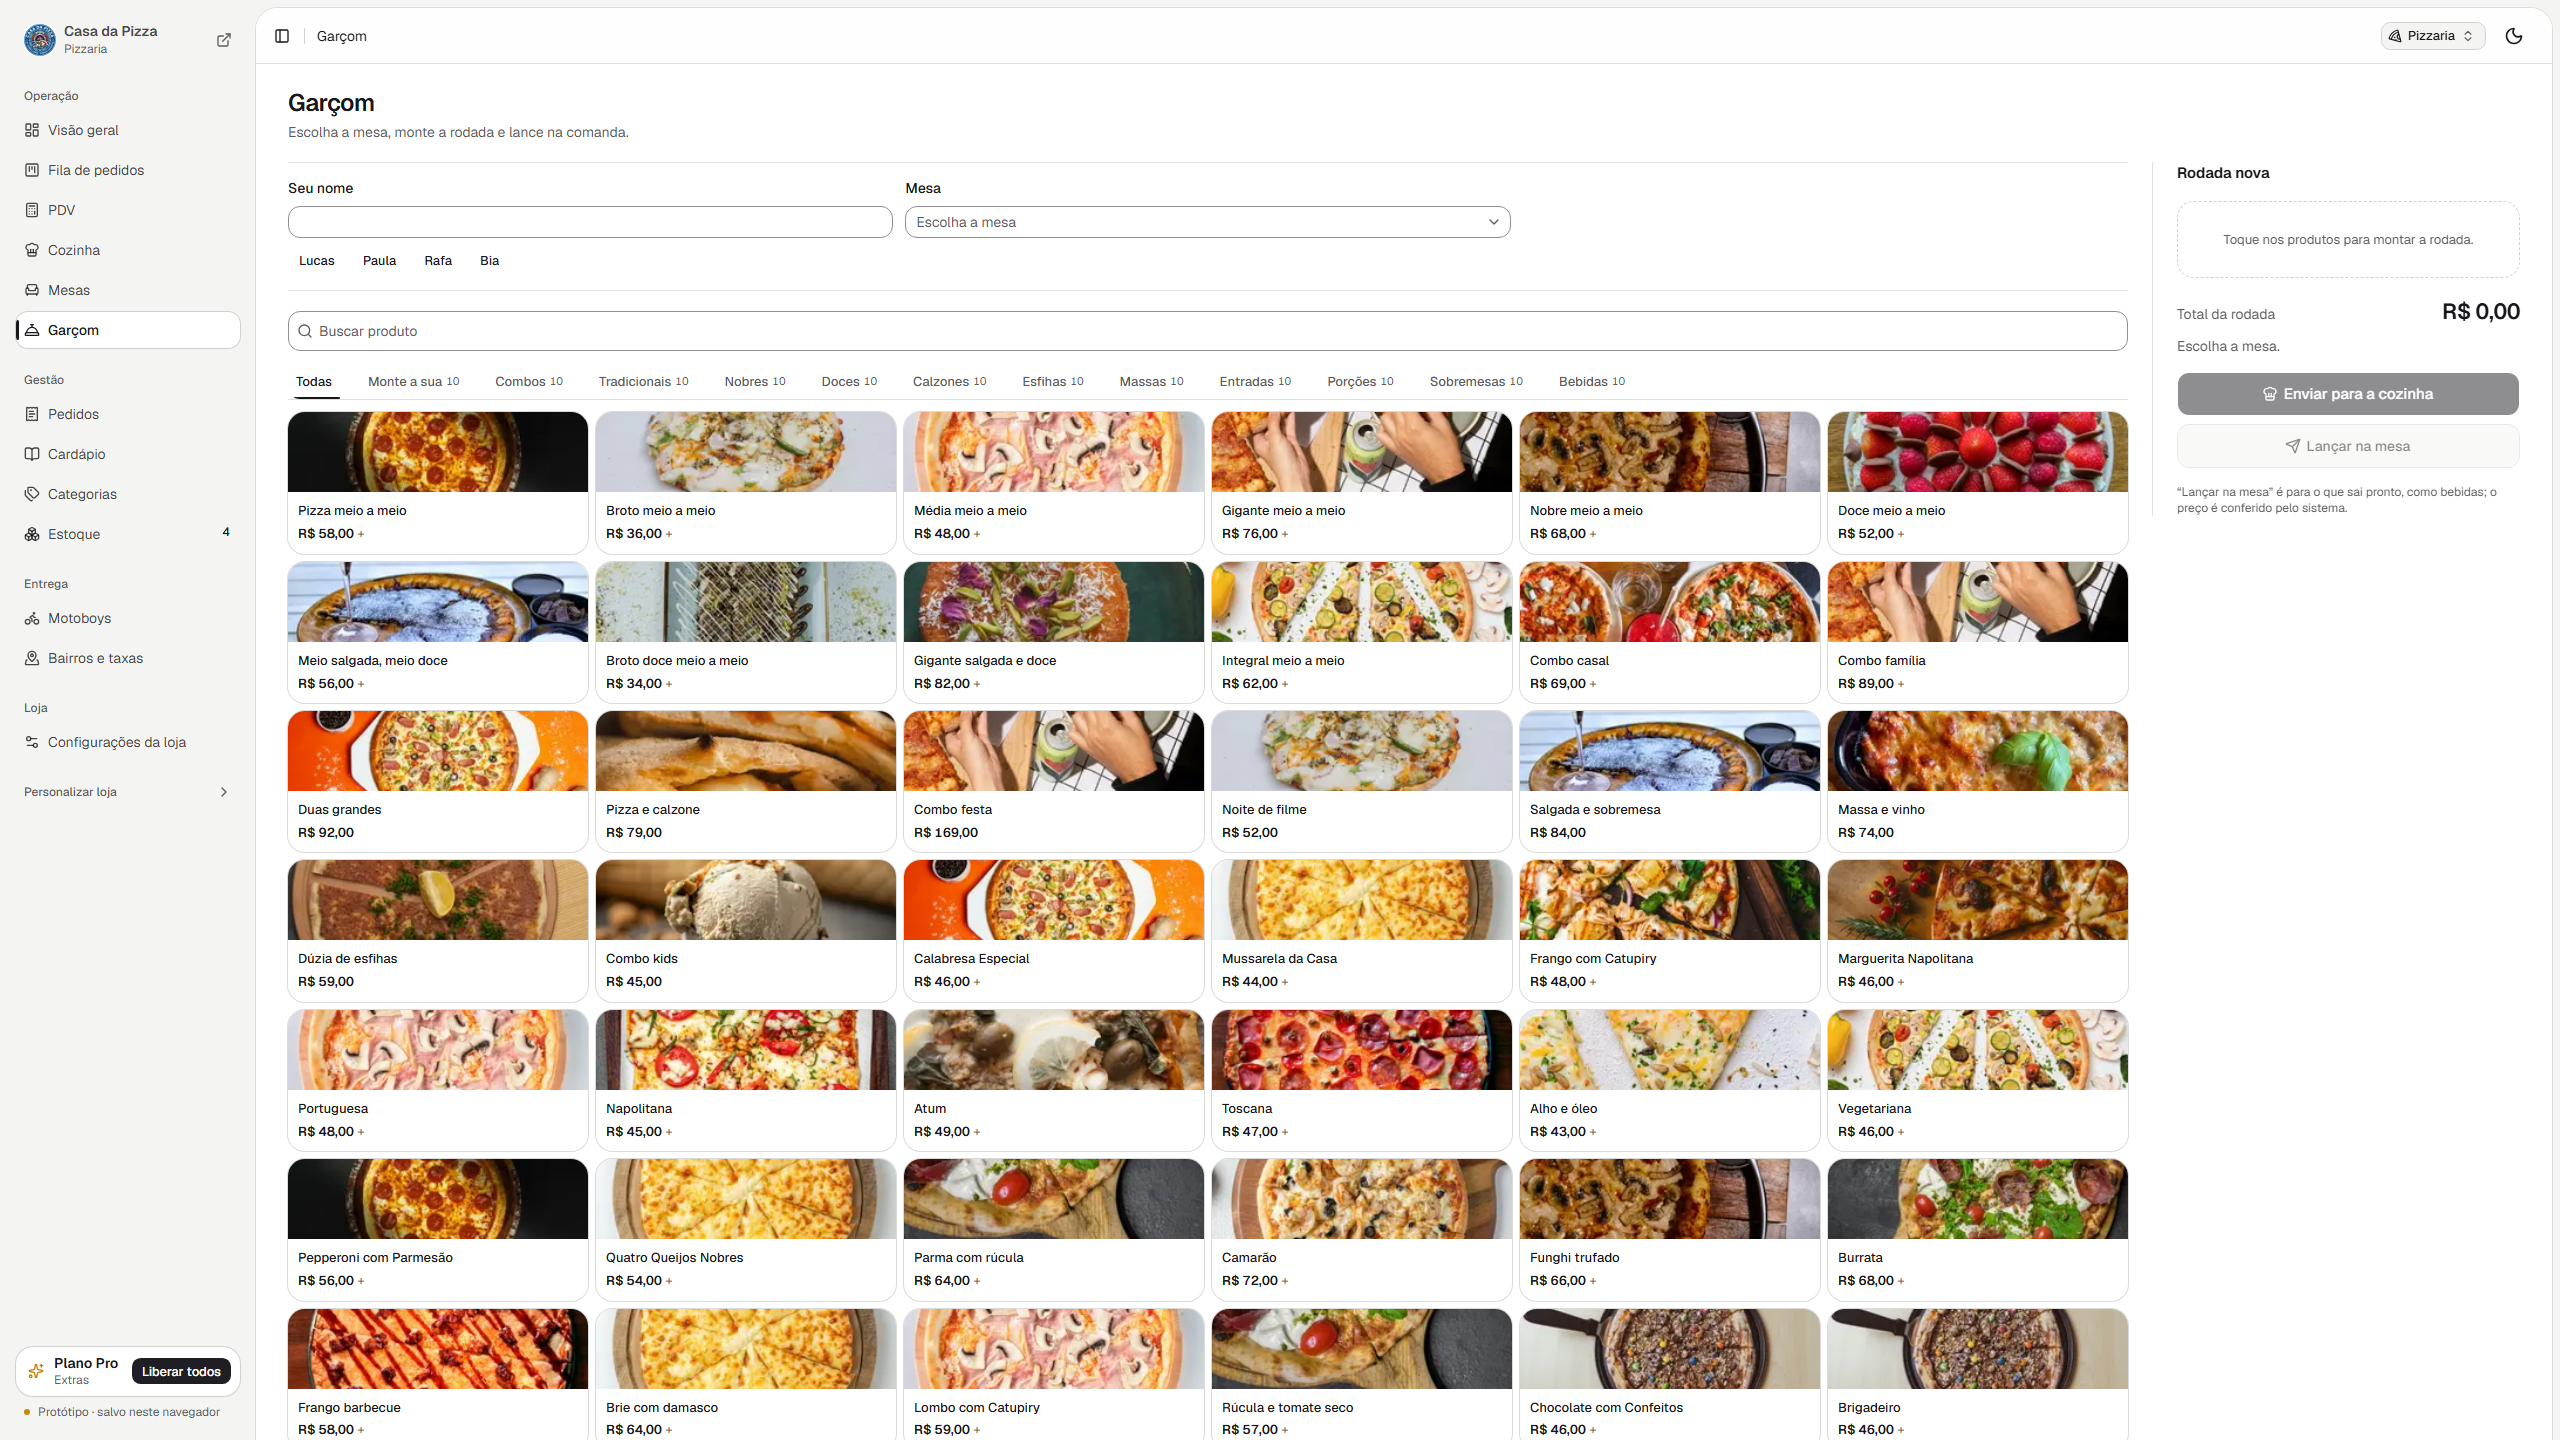 Casa da Pizza
Pizzaria
Operação
Visão geral
Fila de pedidos
PDV
Cozinha
Mesas
Garçom
Gestão
Pedidos
Cardápio
Categorias
Estoque 4
Entrega
Motoboys
Bairros e taxas
Loja
Configurações da loja
Personalizar loja
Plano Pro
Extras
Liberar todos
Protótipo · salvo neste navegador
Garçom
Pizzaria
Garçom
Escolha a mesa, monte a rodada e lance na comanda.
Seu nome
Mesa
Escolha a mesa
Lucas Paula Rafa Bia
Buscar produto
Todas Monte a sua 10 Combos 10 Tradicionais 10 Nobres 10 Doces 10 Calzones 10 Esfihas 10 Massas 10 Entradas 10 Porções 10 Sobremesas 10 Bebidas 10
Pizza meio a meio
R$ 58,00 +
Broto meio a meio
R$ 36,00 +
Média meio a meio
R$ 48,00 +
Gigante meio a meio
R$ 76,00 +
Nobre meio a meio
R$ 68,00 +
Doce meio a meio
R$ 52,00 +
Meio salgada, meio doce
R$ 56,00 +
Broto doce meio a meio
R$ 34,00 +
Gigante salgada e doce
R$ 82,00 +
Integral meio a meio
R$ 62,00 +
Combo casal
R$ 69,00 +
Combo família
R$ 89,00 +
Duas grandes
R$ 92,00
Pizza e calzone
R$ 79,00
Combo festa
R$ 169,00
Noite de filme
R$ 52,00
Salgada e sobremesa
R$ 84,00
Massa e vinho
R$ 74,00
Dúzia de esfihas
R$ 59,00
Combo kids
R$ 45,00
Calabresa Especial
R$ 46,00 +
Mussarela da Casa
R$ 44,00 +
Frango com Catupiry
R$ 48,00 +
Marguerita Napolitana
R$ 46,00 +
Portuguesa
R$ 48,00 +
Napolitana
R$ 45,00 +
Atum
R$ 49,00 +
Toscana
R$ 47,00 +
Alho e óleo
R$ 43,00 +
Vegetariana
R$ 46,00 +
Pepperoni com Parmesão
R$ 56,00 +
Quatro Queijos Nobres
R$ 54,00 +
Parma com rúcula
R$ 64,00 +
Camarão
R$ 72,00 +
Funghi trufado
R$ 66,00 +
Burrata
R$ 68,00 +
Frango barbecue
R$ 58,00 +
Brie com damasco
R$ 64,00 +
Lombo com Catupiry
R$ 59,00 +
Rúcula e tomate seco
R$ 57,00 +
Chocolate com Confeitos
R$ 46,00 +
Brigadeiro
R$ 46,00 +
Rodada nova
Toque nos produtos para montar a rodada.
Total da rodada R$ 0,00
Escolha a mesa.
Enviar para a cozinha
Lançar na mesa
“Lançar na mesa” é para o que sai pronto, como bebidas; o
preço é conferido pelo sistema.